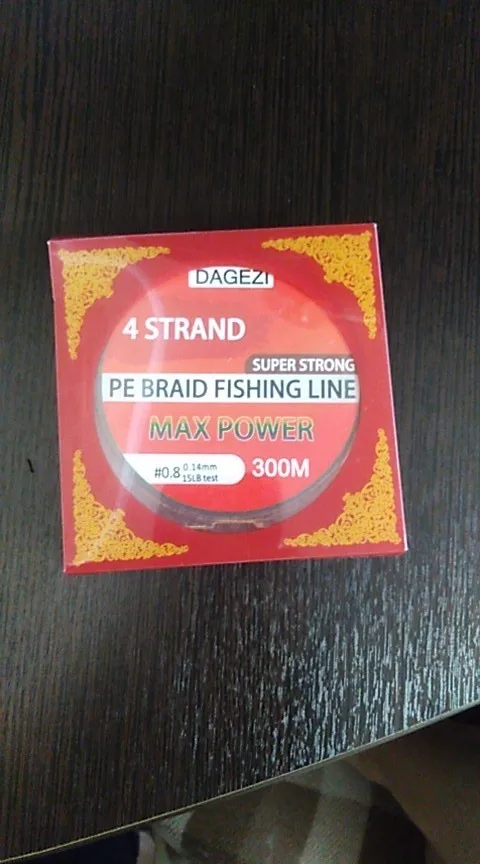 DAGEZI
4 STRAND
SUPER STRONG
PE BRAID FISHING LINE
MAX POWER
#0.8 0.14mm
15LB test
300M